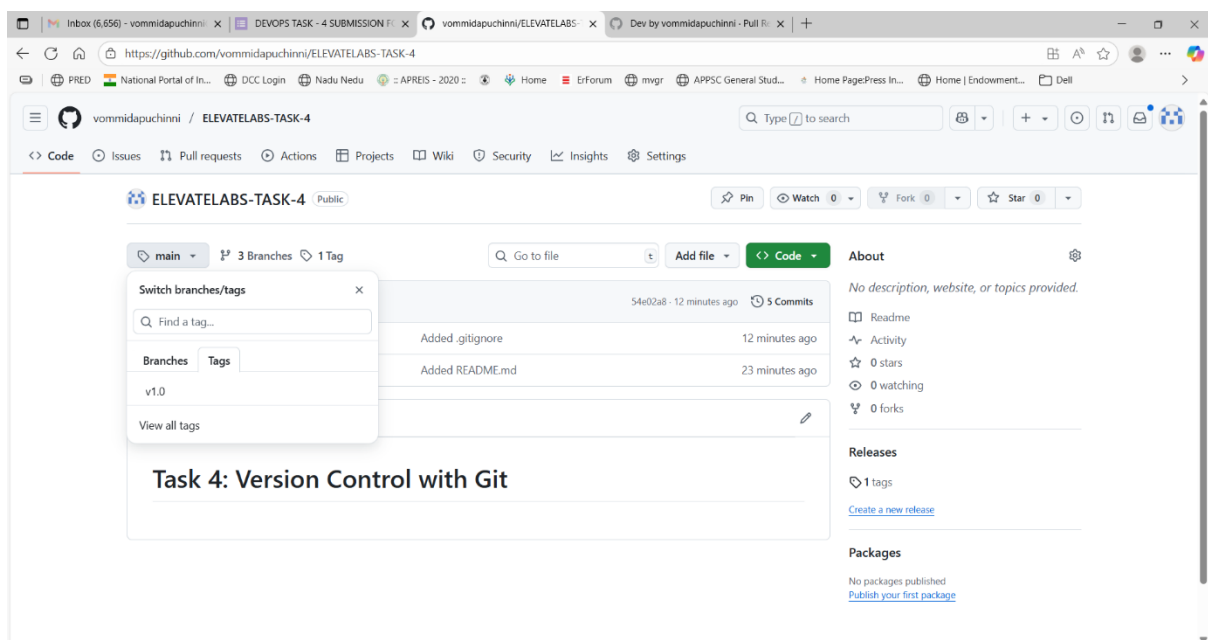 Inbox (6,656) - vommidapuchinni
DEVOPS TASK - 4 SUBMISSION FO
vommidapuchinni/ELEVATELABS-
Dev by vommidapuchinni · Pull Re
https://github.com/vommidapuchinni/ELEVATELABS-TASK-4
PRED
National Portal of In...
DCC Login
Nadu Nedu
:: APREIS - 2020 ::
Home
ErForum
mvgr
APPSC General Stud...
Home Page:Press In...
Home | Endowment...
Dell
vommidapuchinni / ELEVATELABS-TASK-4
Type / to search
Code
Issues
Pull requests
Actions
Projects
Wiki
Security
Insights
Settings
ELEVATELABS-TASK-4 Public
Pin
Watch 0
Fork 0
Star 0
main
3 Branches
1 Tag
Go to file
t
Add file
Code
Switch branches/tags
Find a tag...
Branches
Tags
v1.0
View all tags
54e02a8 · 12 minutes ago
5 Commits
Added .gitignore
12 minutes ago
Added README.md
23 minutes ago
Task 4: Version Control with Git
About
No description, website, or topics provided.
Readme
Activity
0 stars
0 watching
0 forks
Releases
1 tags
Create a new release
Packages
No packages published
Publish your first package